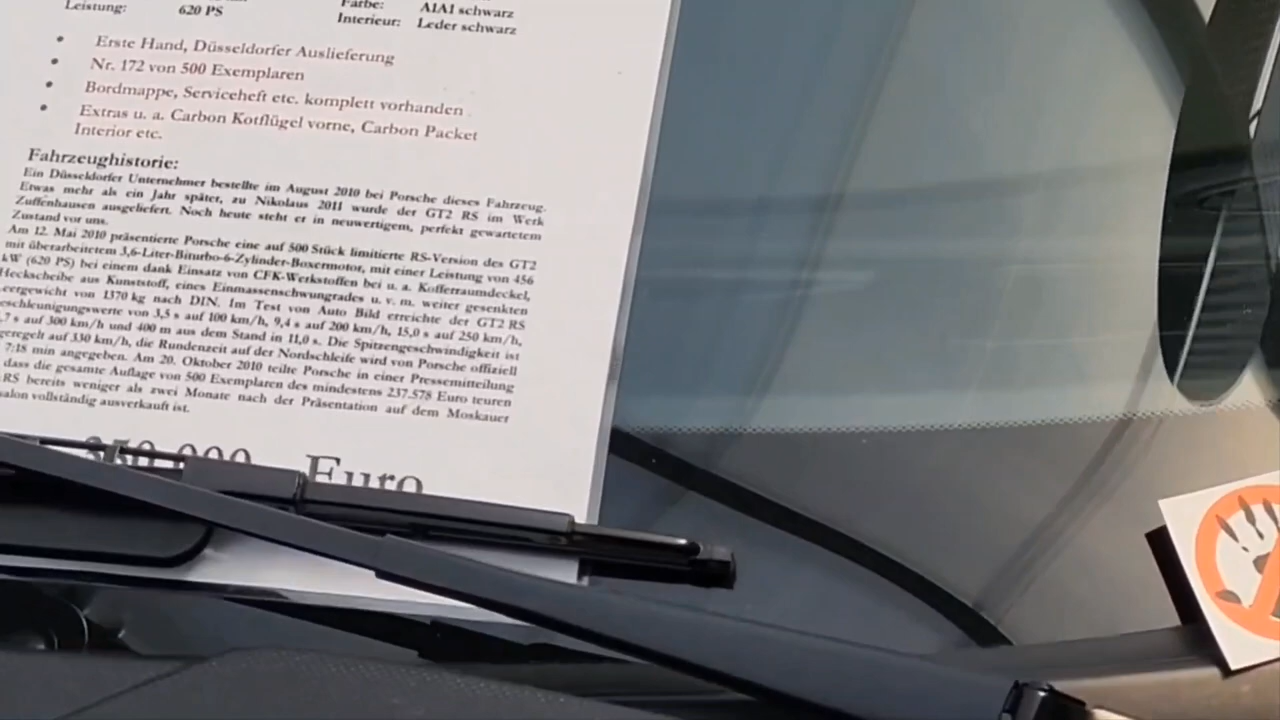 Leistung: 620 PS
Farbe: A1A1 schwarz
Interieur: Leder schwarz
• Erste Hand, Düsseldorfer Auslieferung
• Nr. 172 von 500 Exemplaren
• Bordmappe, Serviceheft etc. komplett vorhanden
• Extras u. a. Carbon Kotflügel vorne, Carbon Packet
Interior etc.
Fahrzeughistorie:
Ein Düsseldorfer Unternehmer bestellte im August 2010 bei Porsche dieses Fahrzeug.
Etwas mehr als ein Jahr später, zu Nikolaus 2011 wurde der GT2 RS im Werk
Zuffenhausen ausgeliefert. Noch heute steht er in neuwertigem, perfekt gewartetem
Zustand vor uns.
Am 12. Mai 2010 präsentierte Porsche eine auf 500 Stück limitierte RS-Version des GT2
mit überarbeitetem 3,6-Liter-Biturbo-6-Zylinder-Boxermotor, mit einer Leistung von 456
kW (620 PS) bei einem dank Einsatz von CFK-Werkstoffen bei u. a. Kofferraumdeckel,
Heckscheibe aus Kunststoff, eines Einmassenschwungrades u. v. m. weiter gesenkten
eergewicht von 1370 kg nach DIN. Im Test von Auto Bild erreichte der GT2 RS
eschleunigungswerte von 3,5 s auf 100 km/h, 9,4 s auf 200 km/h, 15,0 s auf 250 km/h,
,7 s auf 300 km/h und 400 m aus dem Stand in 11,0 s. Die Spitzengeschwindigkeit ist
geregelt auf 330 km/h, die Rundenzeit auf der Nordschleife wird von Porsche offiziell
7:18 min angegeben. Am 20. Oktober 2010 teilte Porsche in einer Pressemitteilung
dass die gesamte Auflage von 500 Exemplaren des mindestens 237.578 Euro teuren
RS bereits weniger als zwei Monate nach der Präsentation auf dem Moskauer
salon vollständig ausverkauft ist.
Euro